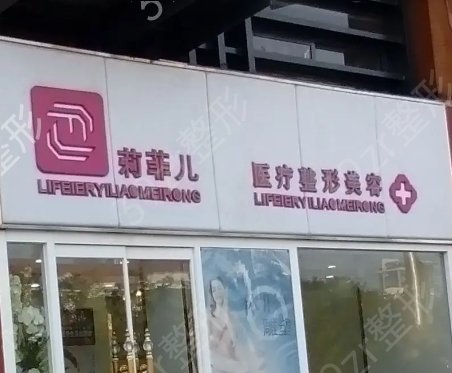 莉菲儿
LIFEIERYILIAOMEIRONG
医疗整形美容
LIFEIERYILIAOMEIRONG